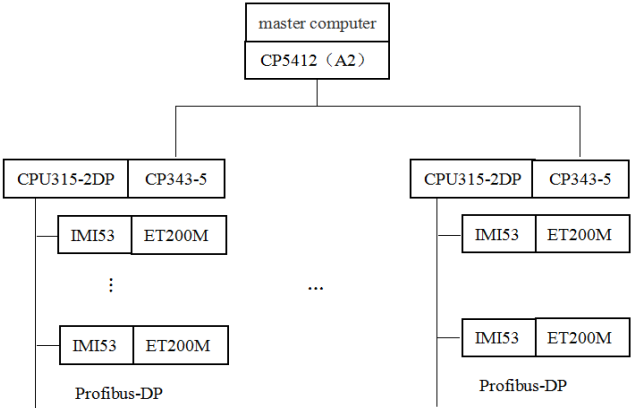 master computer
CP5412（A2）
CPU315-2DP CP343-5 CPU315-2DP CP343-5
IMI53 ET200M IMI53 ET200M
⋮ ...
IMI53 ET200M IMI53 ET200M
Profibus-DP Profibus-DP